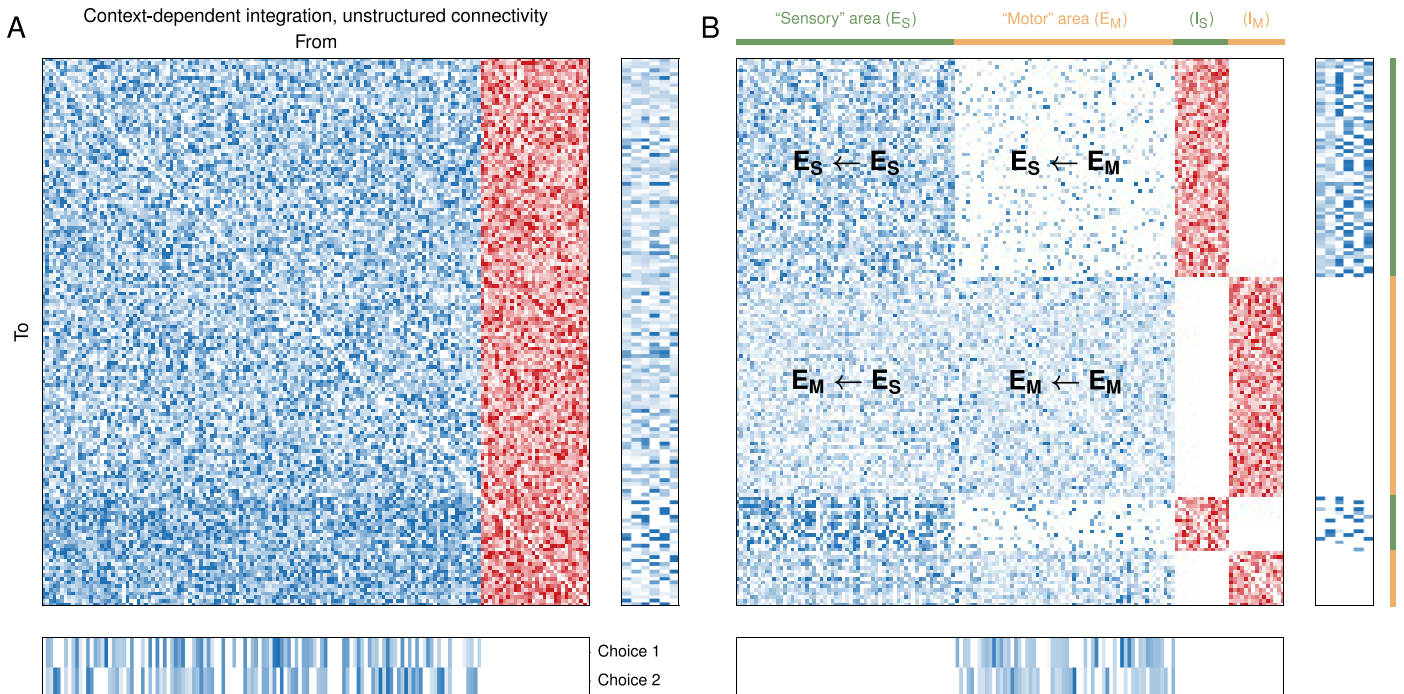 A
Context-dependent integration, unstructured connectivity
From
To
Choice 1
Choice 2
B
“Sensory” area (E_S)
“Motor” area (E_M)
(I_S)
(I_M)
E_S ← E_S
E_S ← E_M
E_M ← E_S
E_M ← E_M